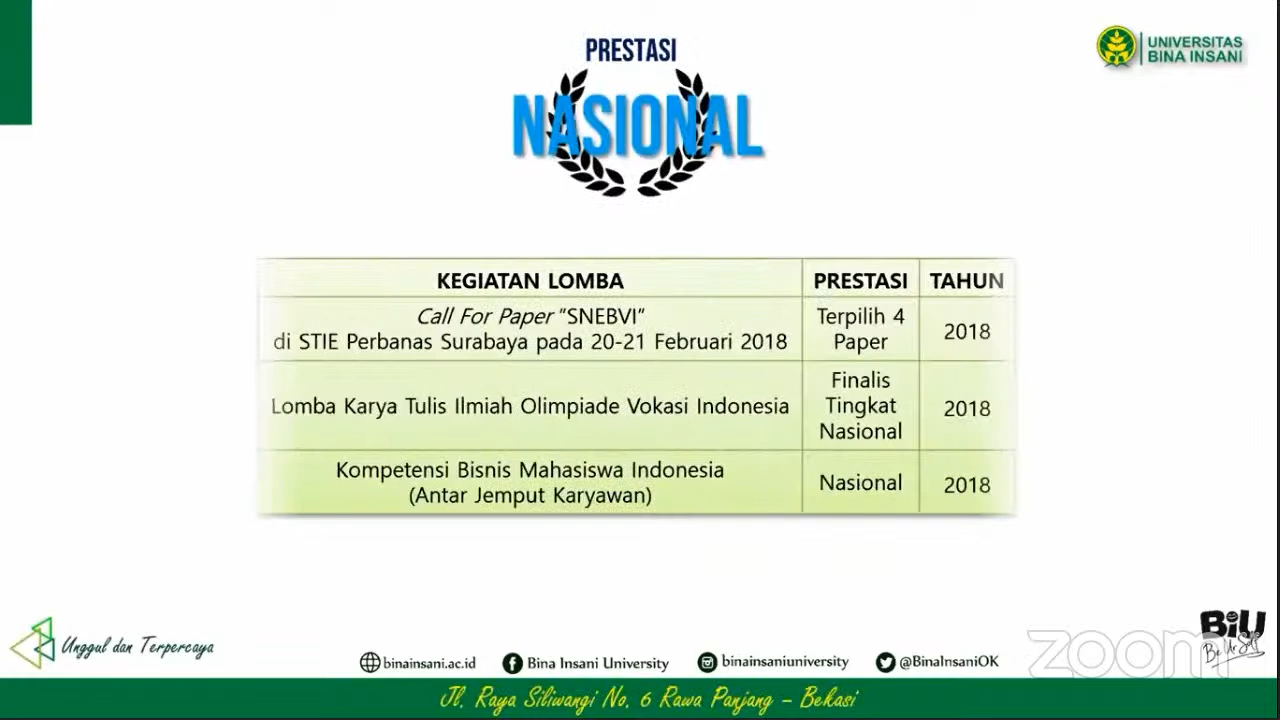 PRESTASI
NASIONAL
UNIVERSITAS
BINA INSANI
KEGIATAN LOMBA
PRESTASI
TAHUN
Call For Paper "SNEBVI"
di STIE Perbanas Surabaya pada 20-21 Februari 2018
Terpilih 4
Paper
2018
Lomba Karya Tulis Ilmiah Olimpiade Vokasi Indonesia
Finalis
Tingkat
Nasional
2018
Kompetensi Bisnis Mahasiswa Indonesia
(Antar Jemput Karyawan)
Nasional
2018
Unggul dan Terpercaya
binainsani.ac.id
Bina Insani University
binainsaniuniversity
@BinaInsaniOK
BiU
Be Ur Self
zoom
Jl. Raya Siliwangi No. 6 Rawa Panjang – Bekasi